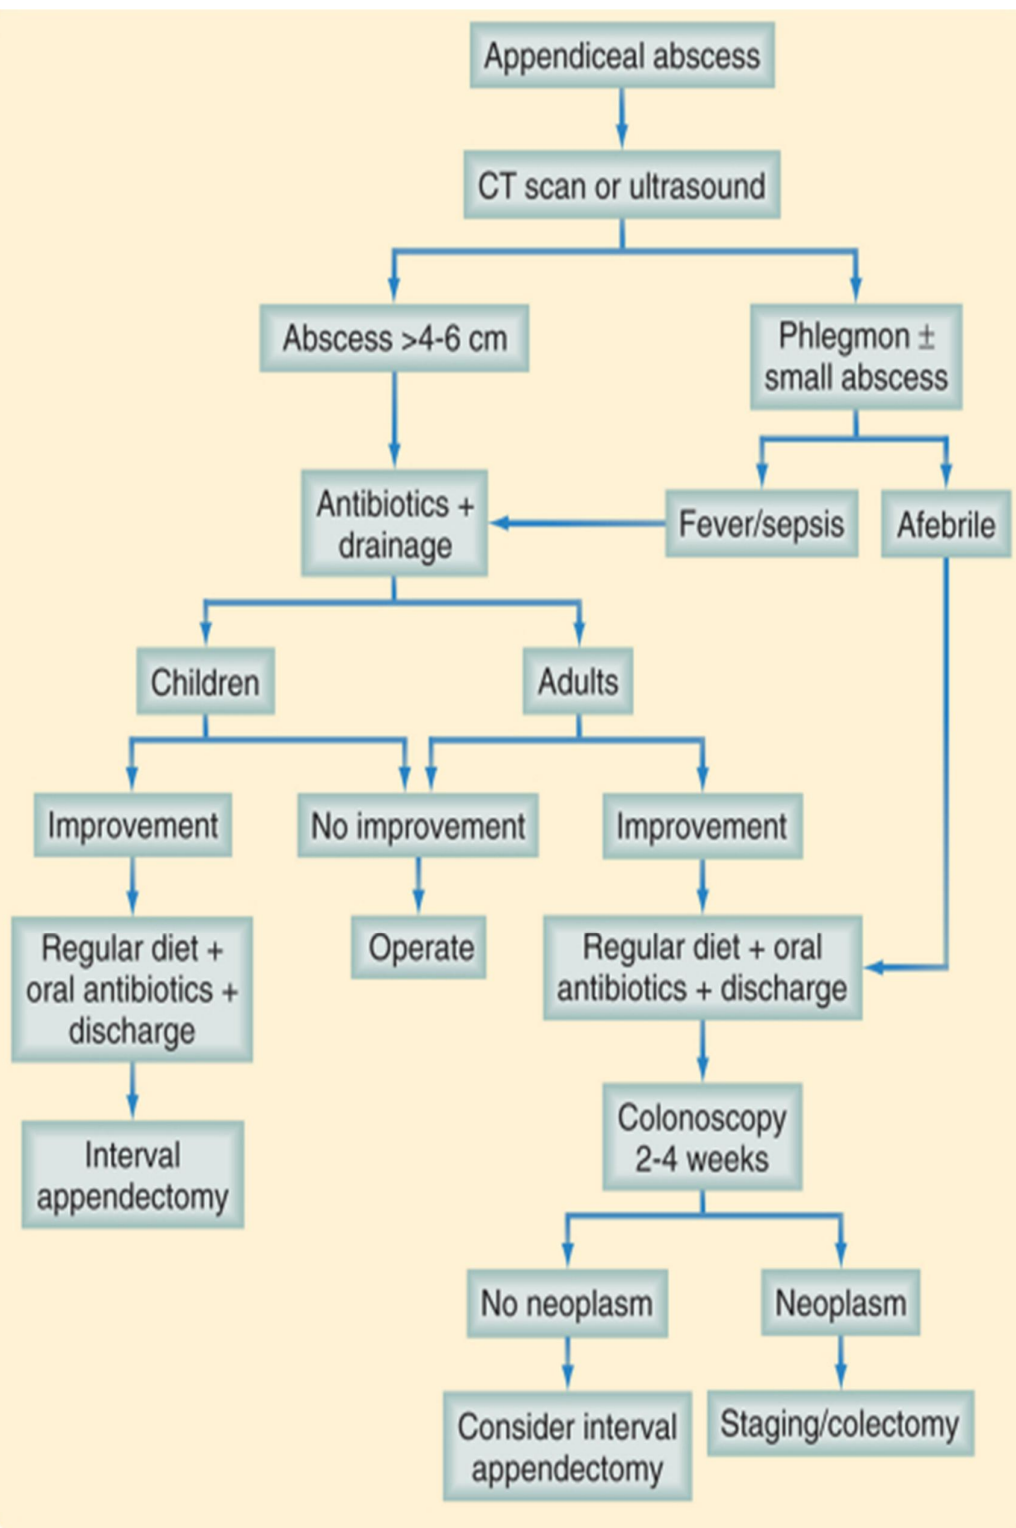 Appendiceal abscess
CT scan or ultrasound
Abscess >4-6 cm
Phlegmon ±
small abscess
Antibiotics +
drainage
Fever/sepsis
Afebrile
Children
Adults
Improvement
No improvement
Improvement
Regular diet +
oral antibiotics +
discharge
Operate
Regular diet + oral
antibiotics + discharge
Interval
appendectomy
Colonoscopy
2-4 weeks
No neoplasm
Neoplasm
Consider interval
appendectomy
Staging/colectomy